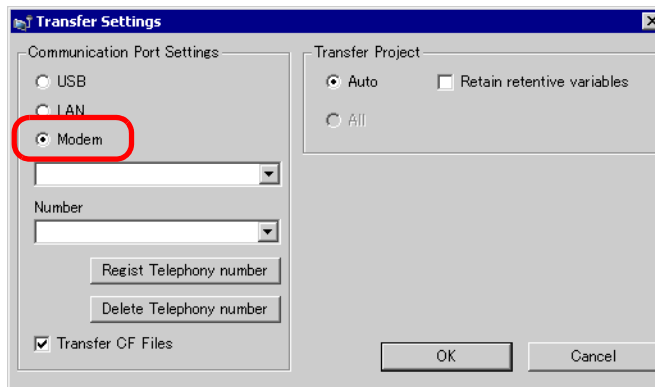 Transfer Settings
Communication Port Settings
USB
LAN
Modem
Number
Regist Telephony number
Delete Telephony number
Transfer CF Files
Transfer Project
Auto
Retain retentive variables
All
OK
Cancel